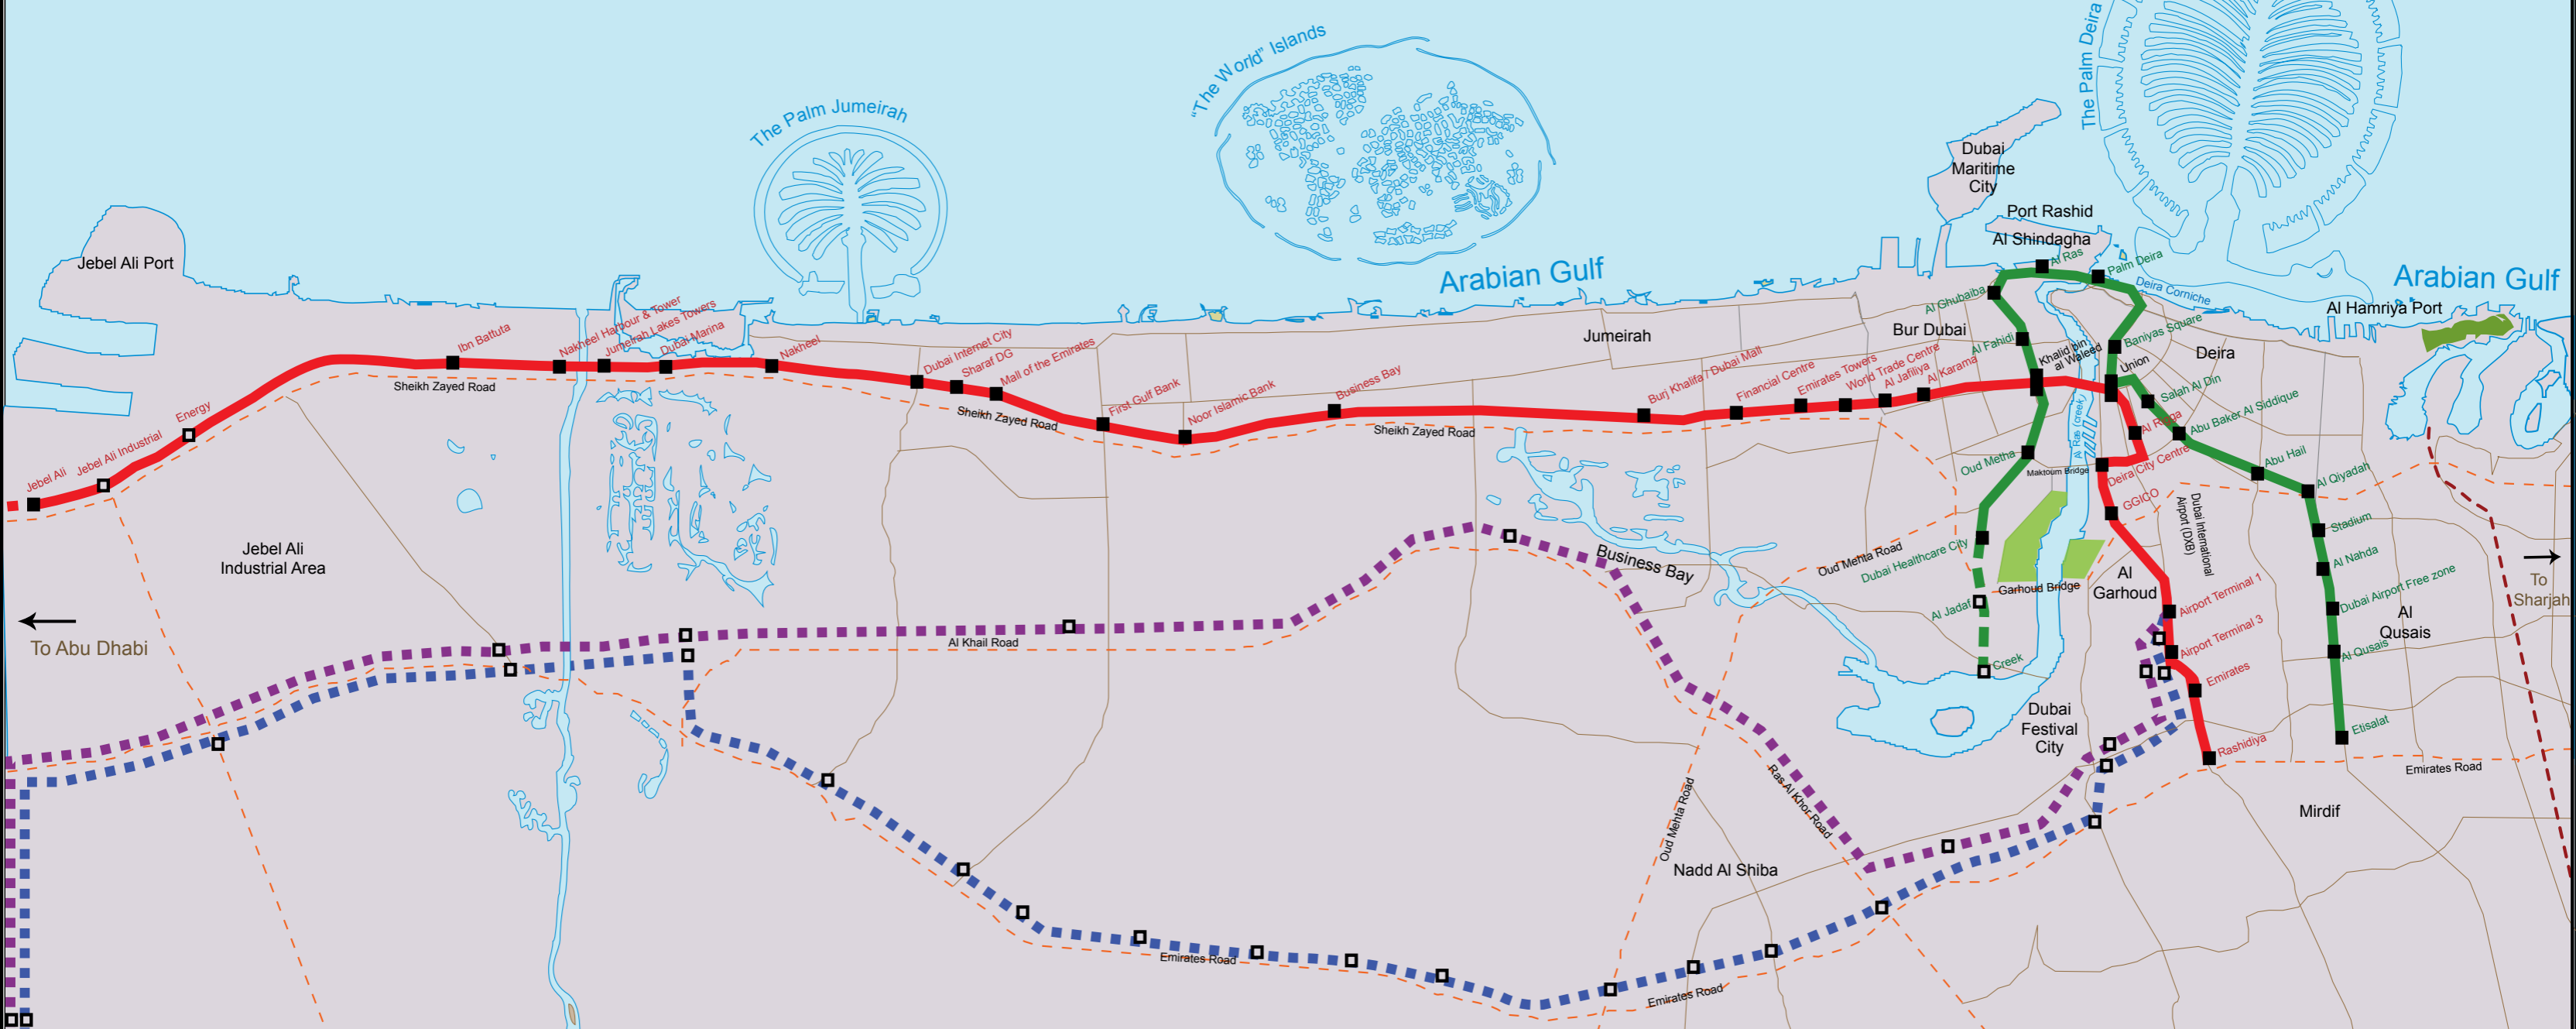 The Palm Jumeirah
"The World" Islands
The Palm Deira
Dubai
Maritime
City
Port Rashid
Al Shindagha
Al Ras
Palm Deira
Deira Corniche
Arabian Gulf
Arabian Gulf
Al Hamriya Port
Jebel Ali Port
Jumeirah
Bur Dubai
Al Ghubaiba
Al Fahidi
Khalid bin
al Waleed
Baniyas Square
Union
Deira
Salah Al Din
Abu Baker Al Siddique
Abu Hail
Al Qiyadah
Stadium
Al Nahda
Dubai Airport Free zone
Al Qusais
Etisalat
Jebel Ali
Jebel Ali Industrial
Energy
Ibn Battuta
Nakheel Harbour & Tower
Jumeirah Lakes Towers
Dubai Marina
Nakheel
Dubai Internet City
Sharaf DG
Mall of the Emirates
First Gulf Bank
Noor Islamic Bank
Business Bay
Burj Khalifa / Dubai Mall
Financial Centre
Emirates Towers
World Trade Centre
Al Jafiliya
Al Karama
Al Rigga
Deira City Centre
GGICO
Airport Terminal 1
Airport Terminal 3
Emirates
Rashidiya
Sheikh Zayed Road
Sheikh Zayed Road
Sheikh Zayed Road
Al Ras (creek)
Maktoum Bridge
Oud Metha
Dubai Healthcare City
Al Jadaf
Creek
Garhoud Bridge
Dubai International
Airport (DXB)
Al
Garhoud
Al
Qusais
To
Sharjah
To Abu Dhabi
Jebel Ali
Industrial Area
Business Bay
Oud Mehta Road
Al Khail Road
Dubai
Festival
City
Ras Al Khor Road
Oud Mehta Road
Nadd Al Shiba
Mirdif
Emirates Road
Emirates Road
Emirates Road